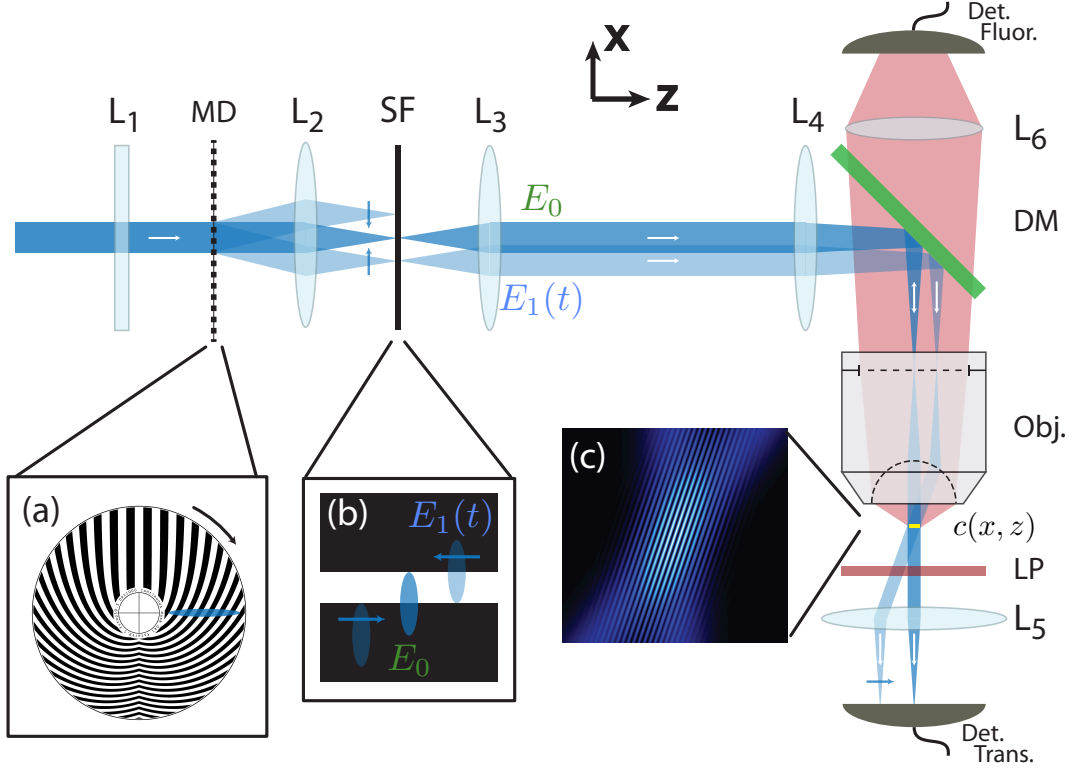 Det.
Fluor.
x
z
L1
MD
L2
SF
L3
L4
L6
E0
DM
E1(t)
Obj.
(a)
(b)
E1(t)
E0
(c)
c(x, z)
LP
L5
Det.
Trans.